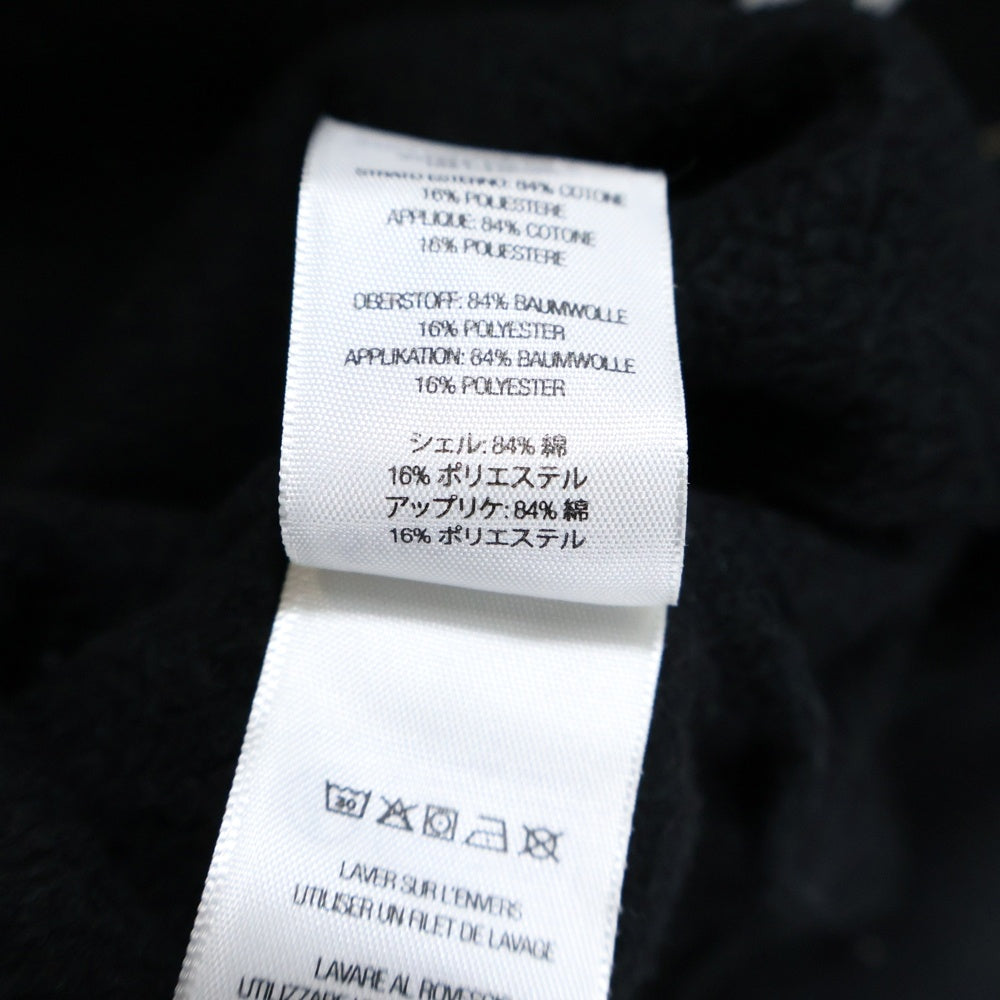 STRATO ESTERNO: 84% COTONE
16% POLIESTERE
APPLIQUE: 84% COTONE
16% POLIESTERE
OBERSTOFF: 84% BAUMWOLLE
16% POLYESTER
APPLIKATION: 84% BAUMWOLLE
16% POLYESTER
シェル: 84% 綿
16% ポリエステル
アップリケ: 84% 綿
16% ポリエステル
30
LAVER SUR L'ENVERS
UTILISER UN FILET DE LAVAGE
LAVARE AL ROVESCIO
UTILIZZARE